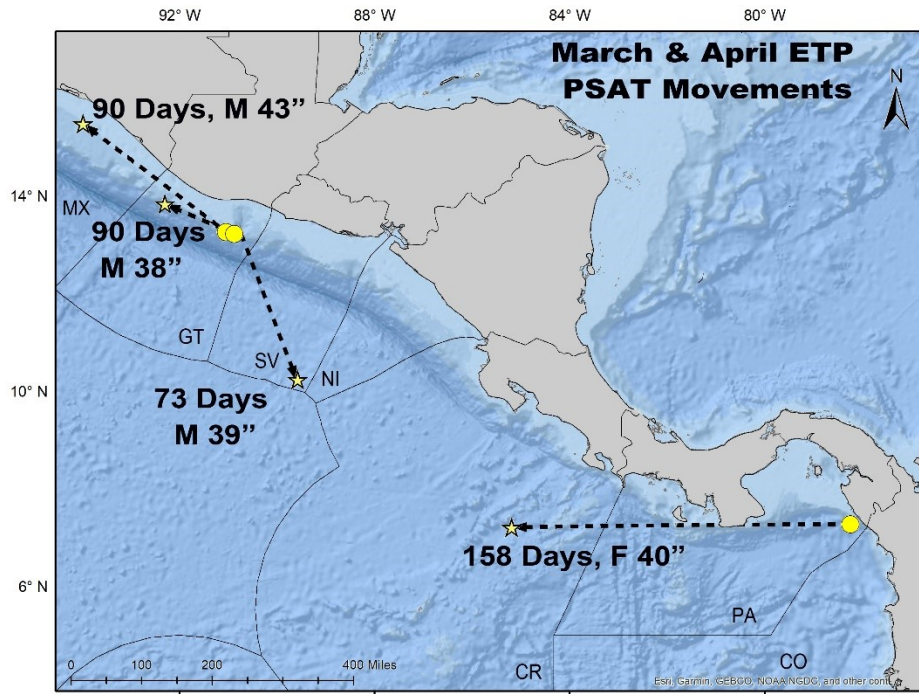 92° W
88° W
84° W
80° W
March & April ETP
PSAT Movements
N
90 Days, M 43”
14° N
MX
90 Days
M 38”
GT
SV
NI
10° N
73 Days
M 39”
158 Days, F 40”
6° N
PA
CO
CR
0 100 200 400 Miles
Esri, Garmin, GEBCO, NOAA NGDC, and other